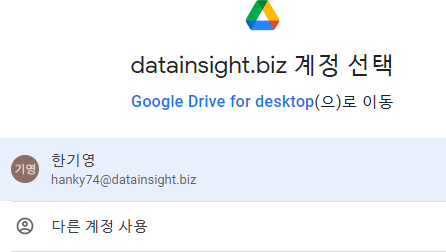 datainsight.biz 계정 선택
Google Drive for desktop(으)로 이동
기영
한기영
hanky74@datainsight.biz
다른 계정 사용